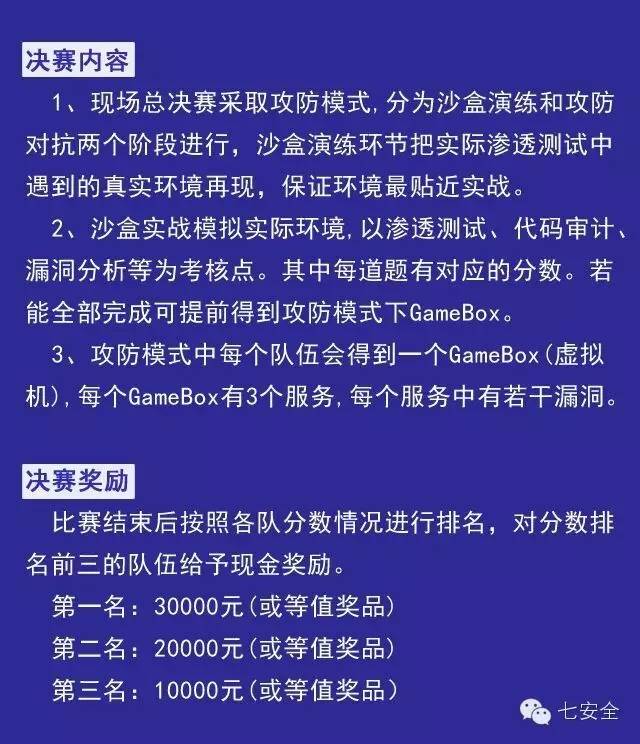 决赛内容
1、现场总决赛采取攻防模式,分为沙盒演练和攻防
对抗两个阶段进行，沙盒演练环节把实际渗透测试中
遇到的真实环境再现，保证环境最贴近实战。
2、沙盒实战模拟实际环境,以渗透测试、代码审计、
漏洞分析等为考核点。其中每道题有对应的分数。若
能全部完成可提前得到攻防模式下GameBox。
3、攻防模式中每个队伍会得到一个GameBox(虚拟
机),每个GameBox有3个服务,每个服务中有若干漏洞。
决赛奖励
比赛结束后按照各队分数情况进行排名，对分数排
名前三的队伍给予现金奖励。
第一名：30000元(或等值奖品)
第二名：20000元(或等值奖品)
第三名：10000元(或等值奖品）
七安全